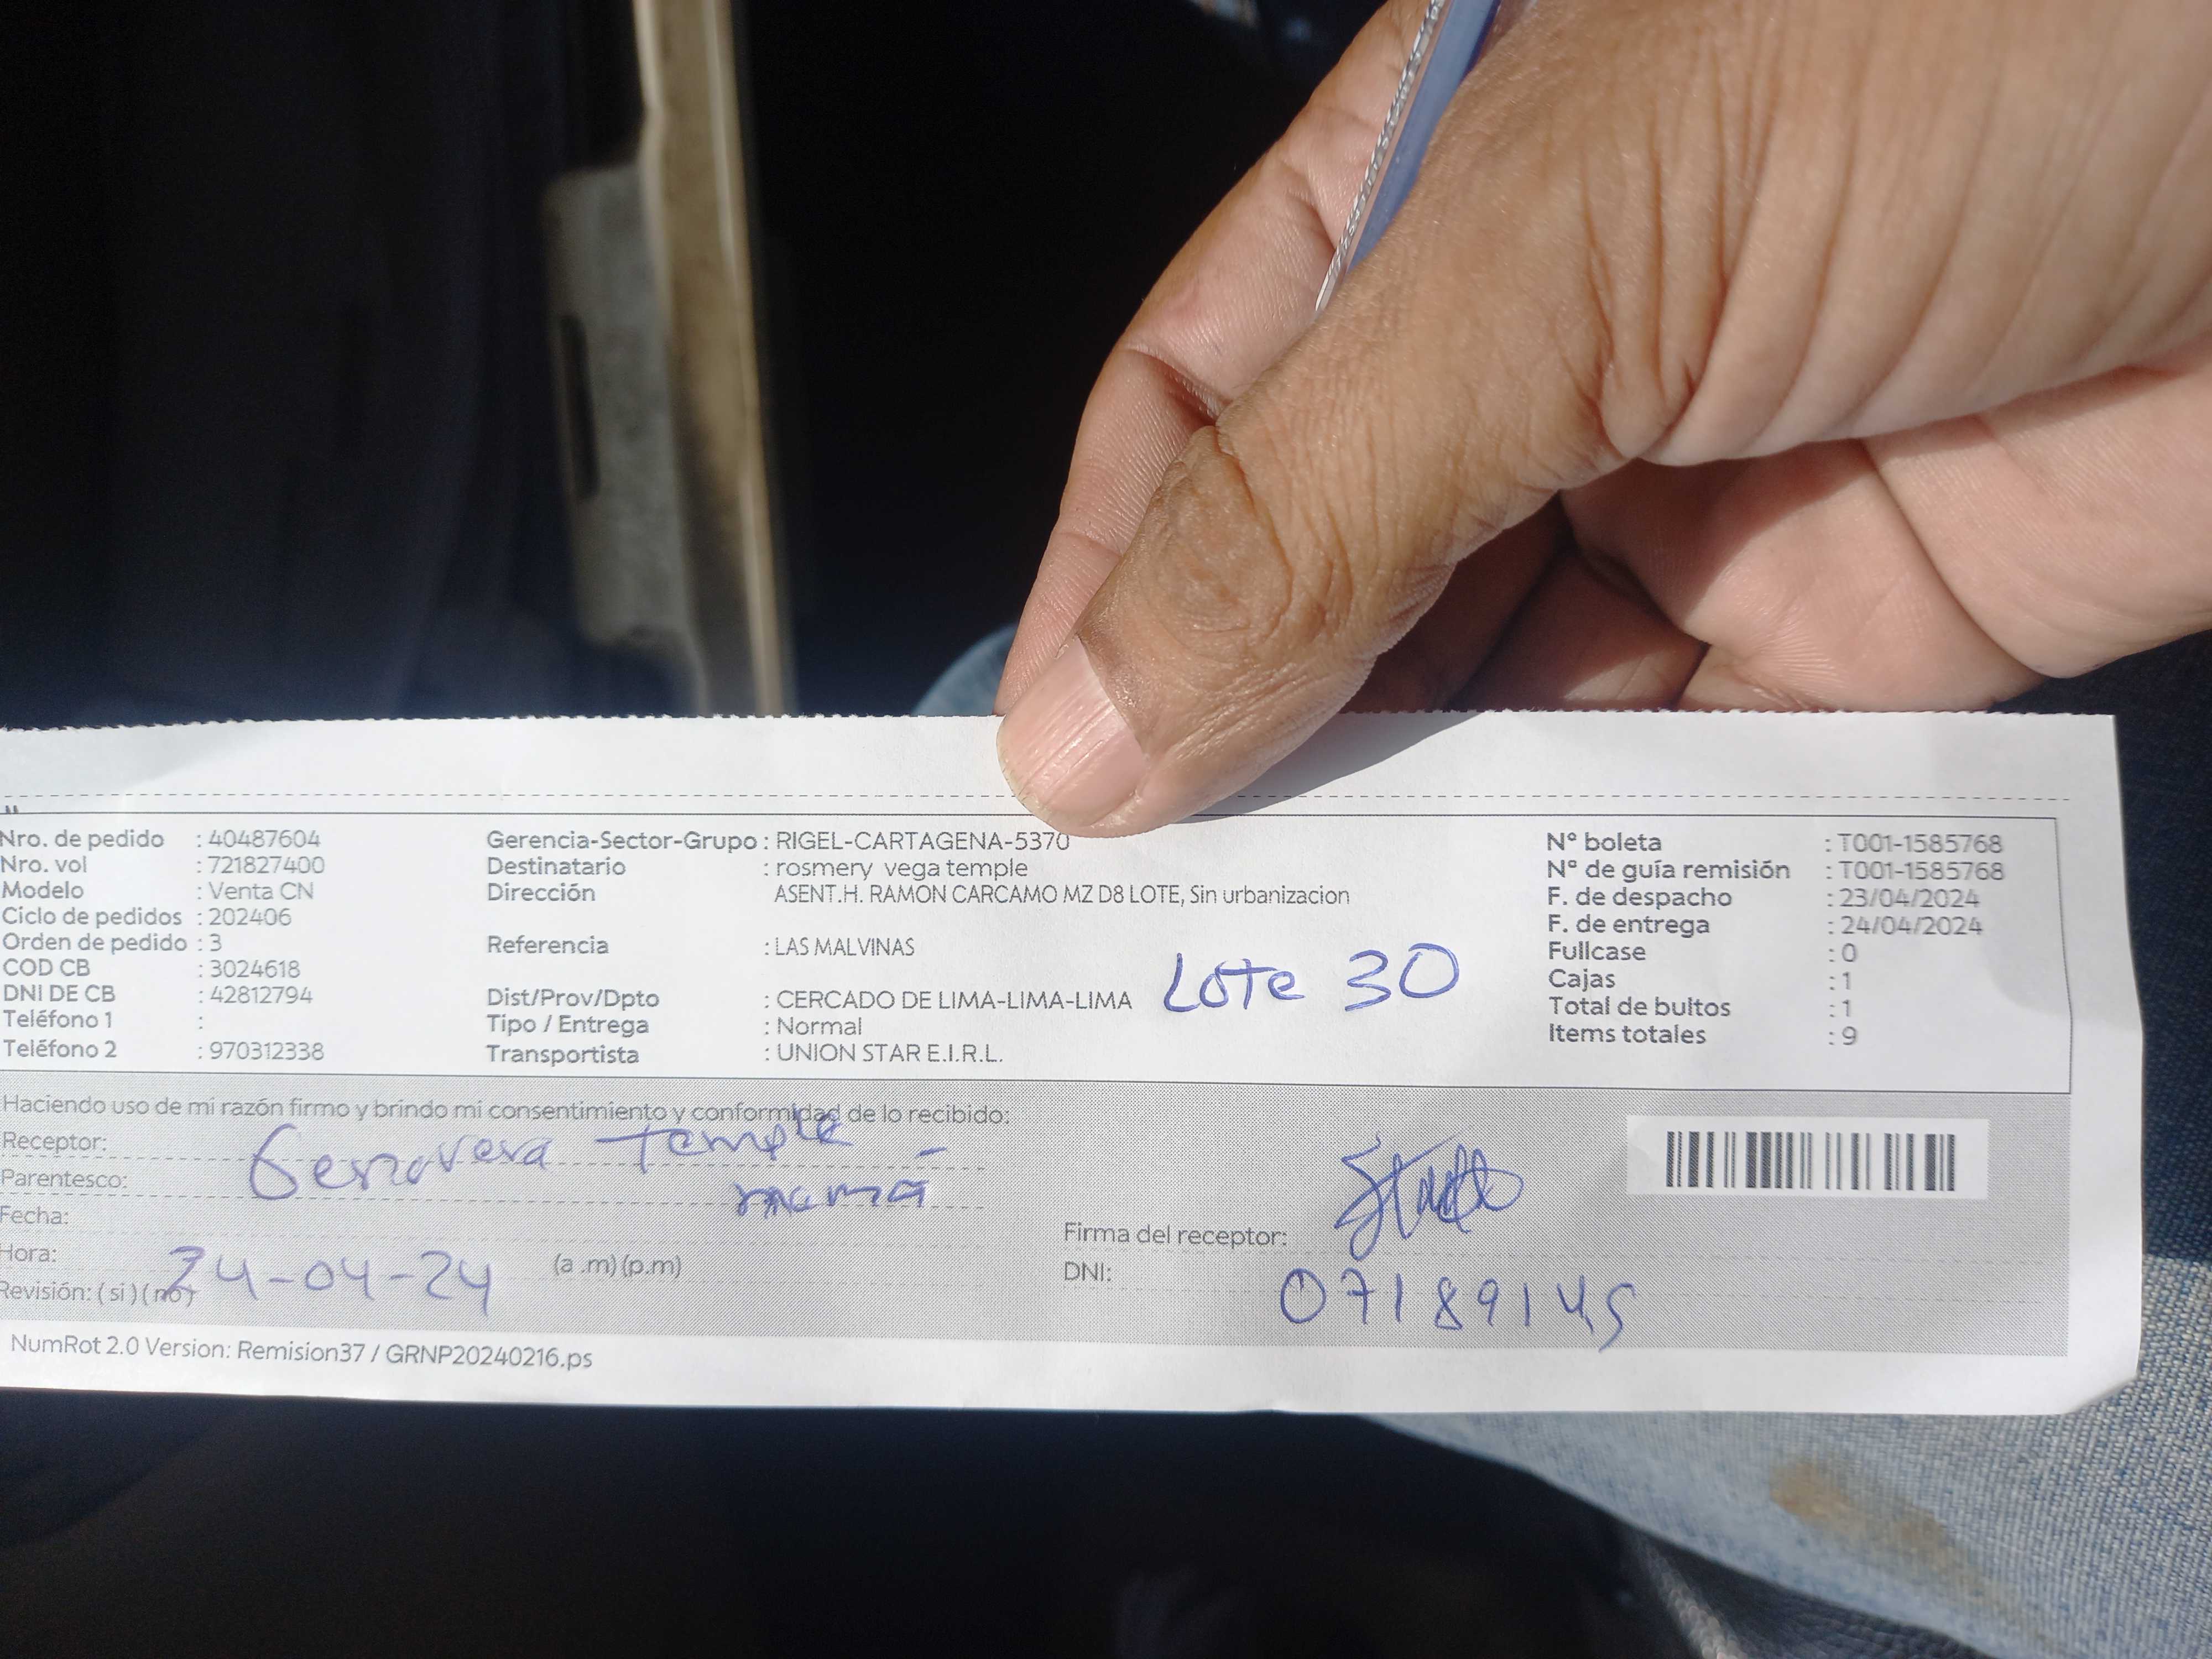 Nro. de pedido : 40487604
Nro. vol : 721827400
Modelo : Venta CN
Ciclo de pedidos : 202406
Orden de pedido : 3
COD CB : 3024618
DNI DE CB : 42812794
Teléfono 1 :
Teléfono 2 : 970312338
Gerencia-Sector-Grupo : RIGEL-CARTAGENA-5370
Destinatario : rosmery vega temple
Dirección ASENT.H. RAMON CARCAMO MZ D8 LOTE, Sin urbanizacion
Referencia : LAS MALVINAS
Lote 30
Dist/Prov/Dpto : CERCADO DE LIMA-LIMA-LIMA
Tipo / Entrega : Normal
Transportista : UNION STAR E.I.R.L.
N° boleta : T001-1585768
N° de guía remisión : T001-1585768
F. de despacho : 23/04/2024
F. de entrega : 24/04/2024
Fullcase : 0
Cajas : 1
Total de bultos : 1
Items totales : 9
Haciendo uso de mi razón firmo y brindo mi consentimiento y conformidad de lo recibido:
Receptor: Genoveva temple
Parentesco: mamá
Fecha:
Hora: 24-04-24 (a .m) (p.m)
Revisión: ( si ) ( no )
Firma del receptor:
DNI: 07189145
NumRot 2.0 Version: Remision37 / GRNP20240216.ps